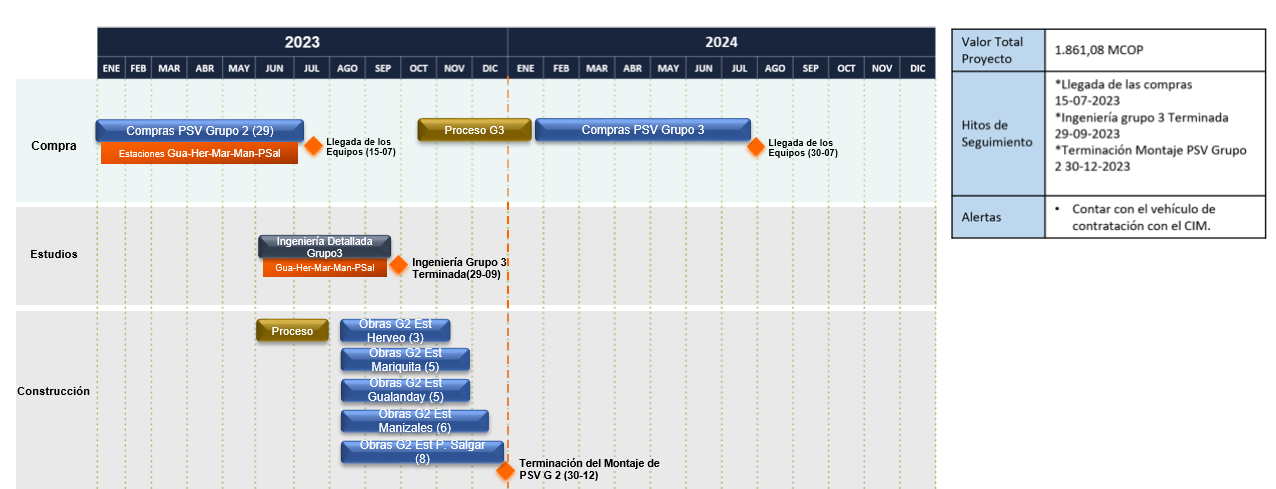 2023
2024
ENE FEB MAR ABR MAY JUN JUL AGO SEP OCT NOV DIC ENE FEB MAR ABR MAY JUN JUL AGO SEP OCT NOV DIC
Compra
Compras PSV Grupo 2 (29)
Estaciones Gua-Her-Mar-Man-PSal
Llegada de los
Equipos (15-07)
Proceso G3
Compras PSV Grupo 3
Llegada de los
Equipos (30-07)
Estudios
Ingeniería Detallada
Grupo3
Gua-Her-Mar-Man-PSal
Ingeniería Grupo 3
Terminada(29-09)
Construcción
Proceso
Obras G2 Est
Herveo (3)
Obras G2 Est
Mariquita (5)
Obras G2 Est
Gualanday (5)
Obras G2 Est
Manizales (6)
Obras G2 Est P. Salgar
(8)
Terminación del Montaje de
PSV G 2 (30-12)
Valor Total
Proyecto
1.861,08 MCOP
Hitos de
Seguimiento
*Llegada de las compras
15-07-2023
*Ingeniería grupo 3 Terminada
29-09-2023
*Terminación Montaje PSV Grupo
2 30-12-2023
Alertas
• Contar con el vehículo de
contratación con el CIM.